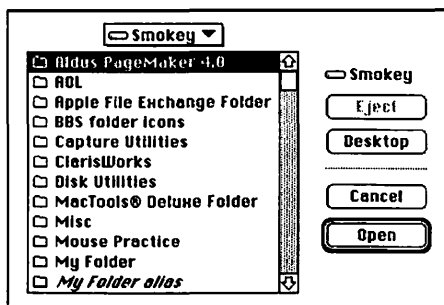 Smokey
Aldus PageMaker 4.0
AOL
Apple File Exchange Folder
BBS folder icons
Capture Utilities
ClarisWorks
Disk Utilities
MacTools® Deluxe Folder
Misc
Mouse Practice
My Folder
My Folder alias
Smokey
Eject
Desktop
Cancel
Open